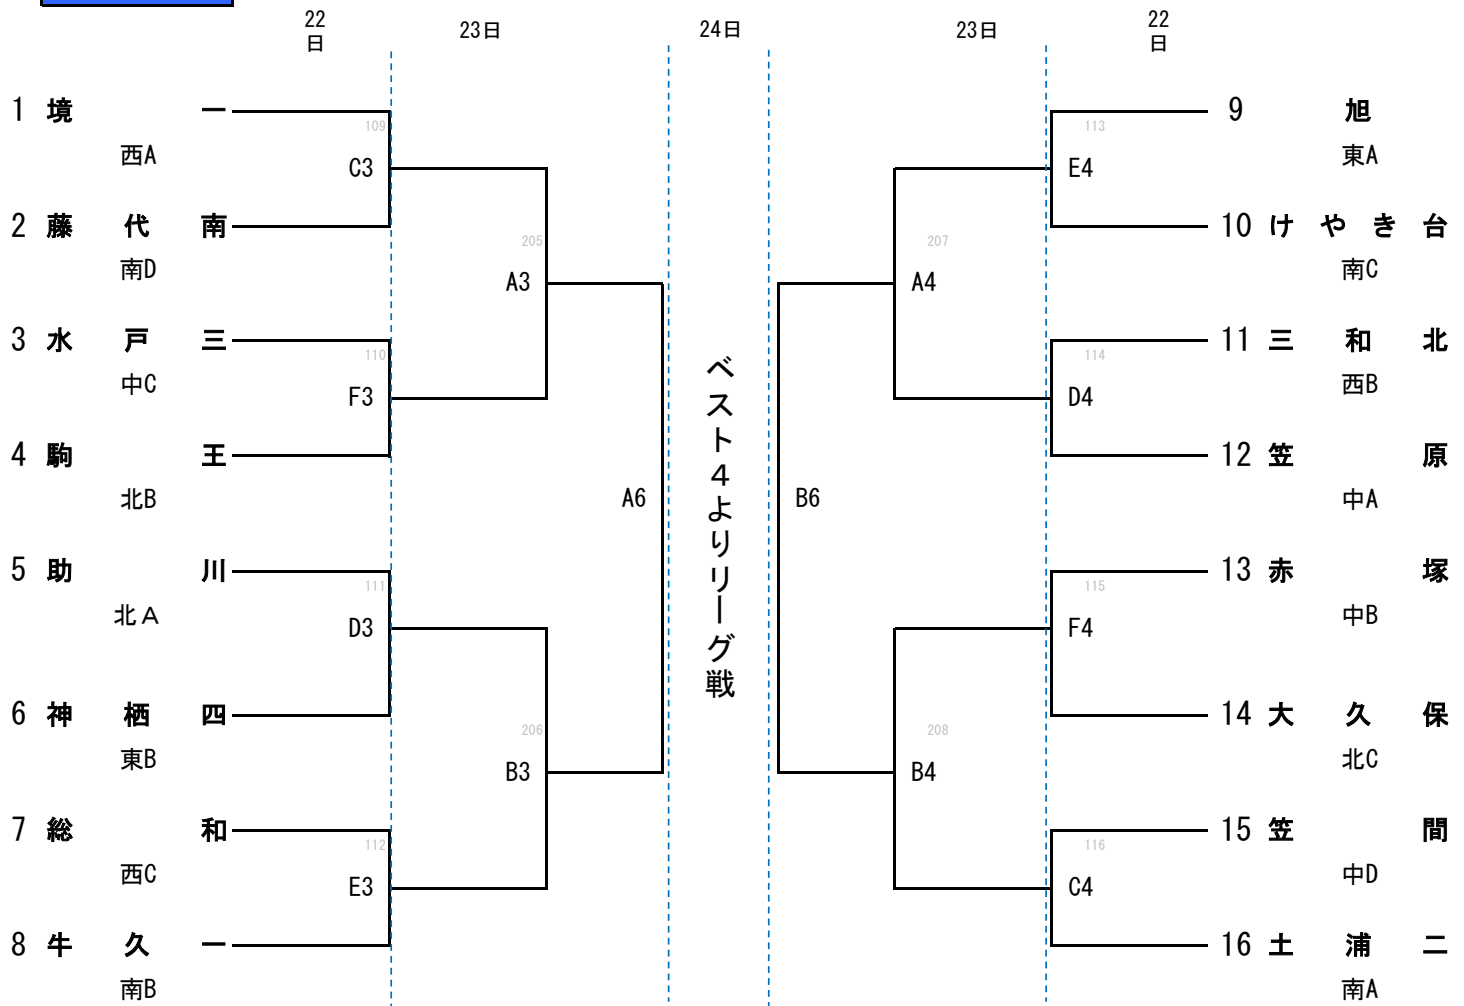 22日 23日 24日 23日 22日
1 境一 9 旭
109 113
西A C3 E4 東A
2 藤代南 10 けやき台
205 207
南D A3 A4 南C
3 水戸三 11 三和北
110 114
中C F3 D4 西B
4 駒王 12 笠原
北B A6 B6 中A
ベスト4よりリーグ戦
5 助川 13 赤塚
111 115
北A D3 F4 中B
6 神栖四 14 大久保
206 208
東B B3 B4 北C
7 総和 15 笠間
112 116
西C E3 C4 中D
8 牛久一 16 土浦二
南B 南A